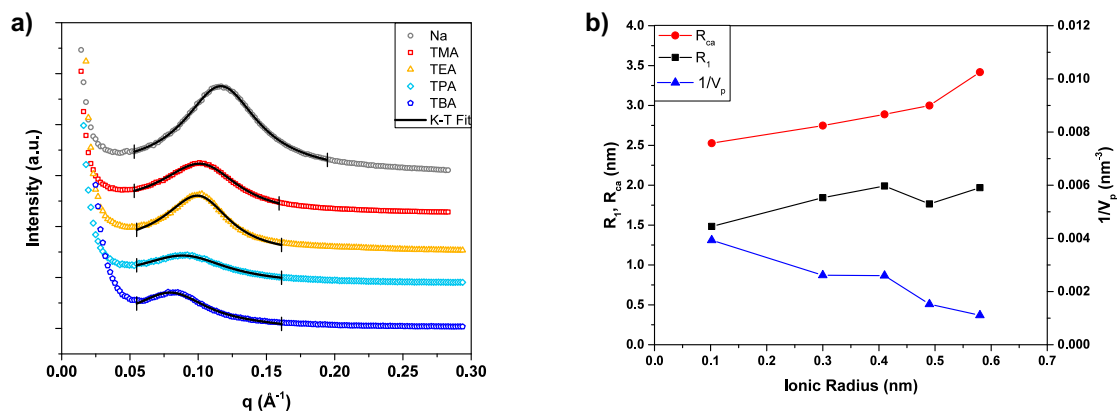 a)
Na
TMA
TEA
TPA
TBA
K-T Fit
Intensity (a.u.)
0.00 0.05 0.10 0.15 0.20 0.25 0.30
q (Å⁻¹)
b)
R_ca
R_1
1/V_p
4.0
3.5
3.0
2.5
2.0
1.5
1.0
0.5
0.0
R_1, R_ca (nm)
0.012
0.010
0.008
0.006
0.004
0.002
0.000
1/V_p (nm⁻³)
0.0 0.1 0.2 0.3 0.4 0.5 0.6 0.7
Ionic Radius (nm)